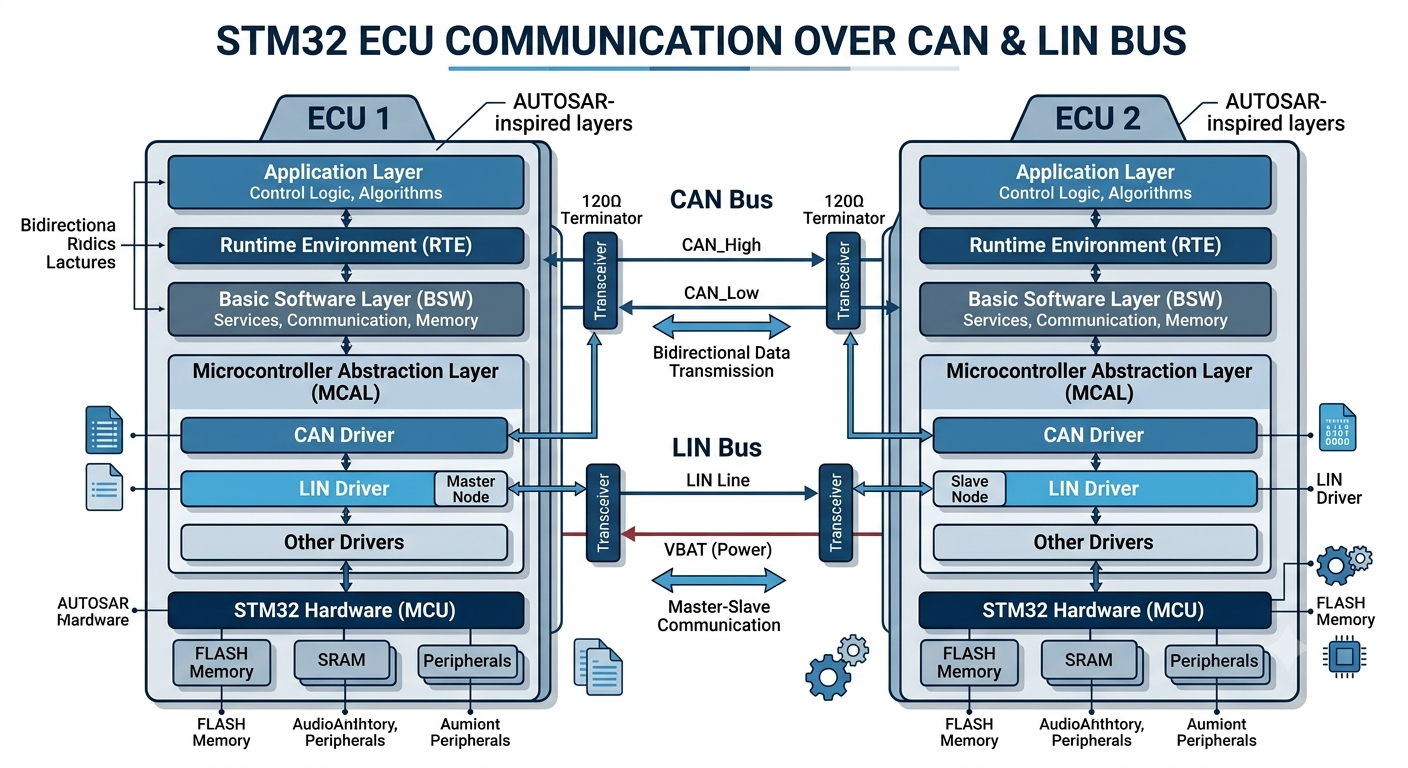 STM32 ECU COMMUNICATION OVER CAN & LIN BUS
ECU 1
AUTOSAR-
inspired layers
Application Layer
Control Logic, Algorithms
Runtime Environment (RTE)
Basic Software Layer (BSW)
Services, Communication, Memory
Microcontroller Abstraction Layer
(MCAL)
CAN Driver
LIN Driver
Master
Node
Other Drivers
STM32 Hardware (MCU)
FLASH
Memory
SRAM
Peripherals
FLASH
Memory
AudioAnhhtory,
Peripherals
Aumiont
Peripherals
Bidirectiona
Ridics
Lactures
AUTOSAR
Hardware
CAN Bus
120Ω
Terminator
120Ω
Terminator
Transceiver
Transceiver
CAN_High
CAN_Low
Bidirectional Data
Transmission
LIN Bus
Transceiver
Transceiver
LIN Line
VBAT (Power)
Master-Slave
Communication
ECU 2
AUTOSAR-
inspired layers
Application Layer
Control Logic, Algorithms
Runtime Environment (RTE)
Basic Software Layer (BSW)
Services, Communication, Memory
Microcontroller Abstraction Layer
(MCAL)
CAN Driver
Slave
Node
LIN Driver
Other Drivers
STM32 Hardware (MCU)
FLASH
Memory
SRAM
Peripherals
FLASH
Memory
AudioAhthtory,
Peripherals
Aumiont
Peripherals
LIN
Driver
FLASH
Memory